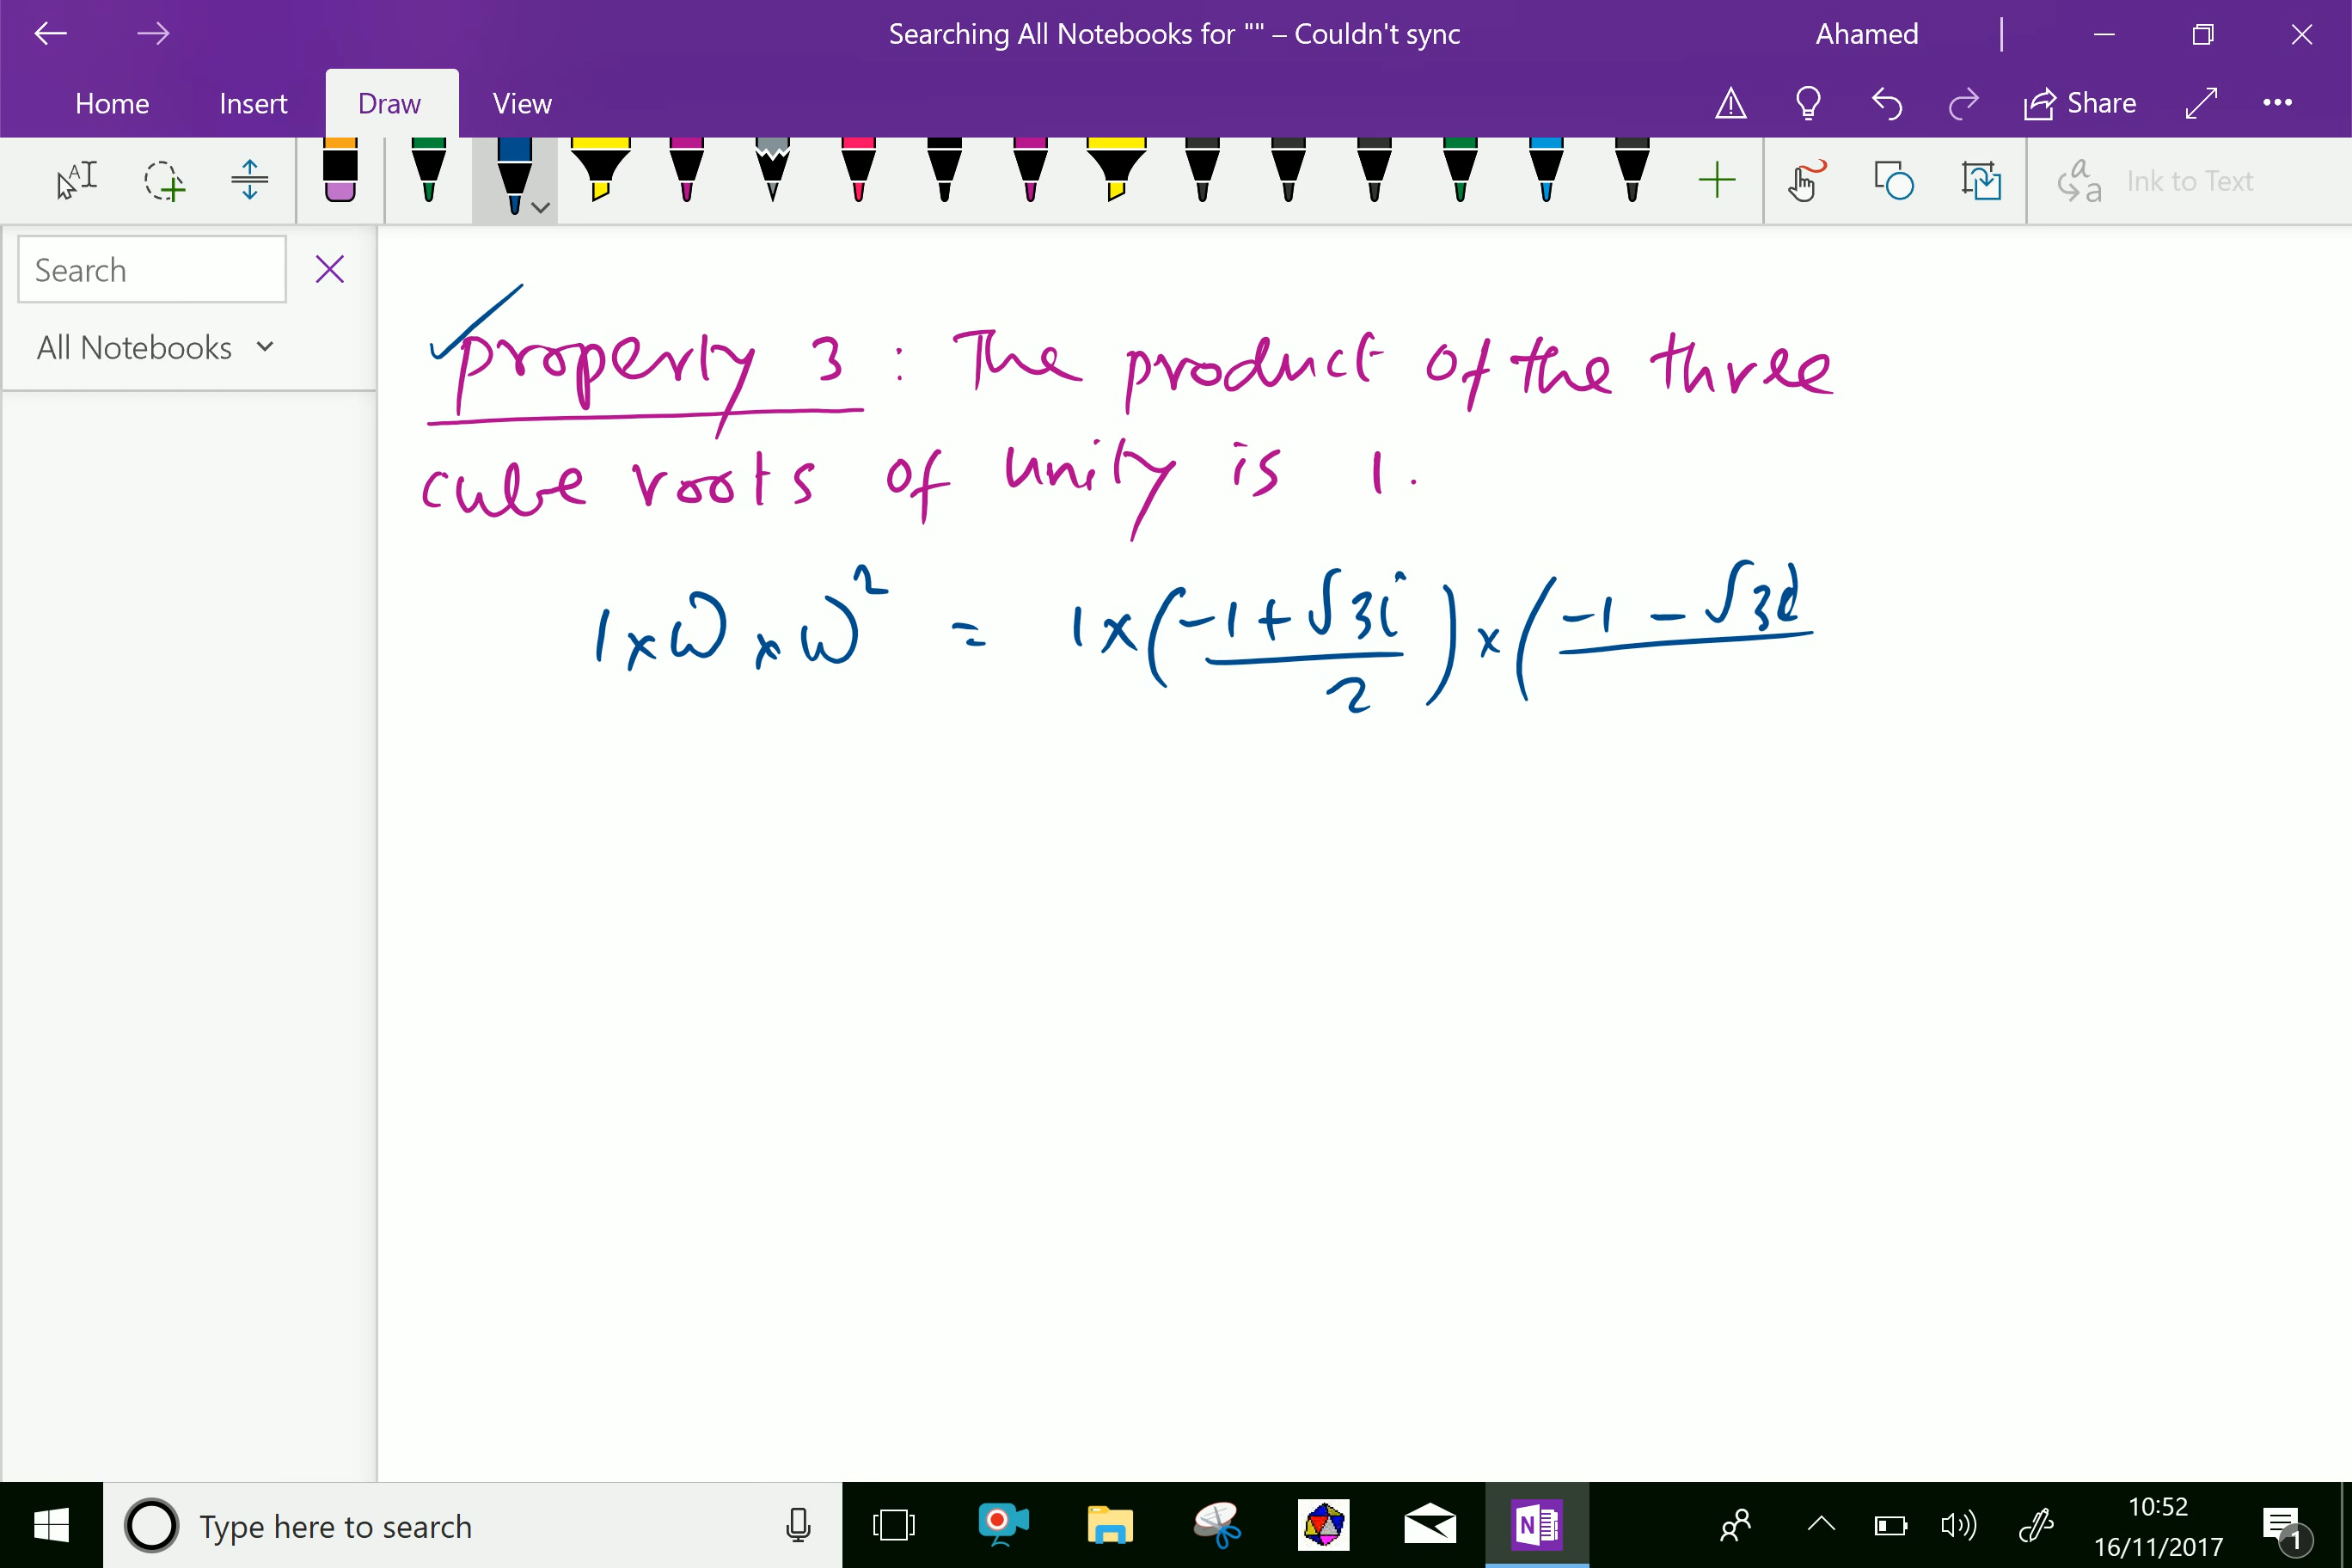 Searching All Notebooks for "" – Couldn't sync
Ahamed
Home Insert Draw View
Share
Ink to Text
Search
All Notebooks
Property 3 : The product of the three
cube roots of unity is 1.
1 × ω × ω² = 1 × (-1 + √3i / 2) × (-1 - √3i
Type here to search
10:52
16/11/2017
1